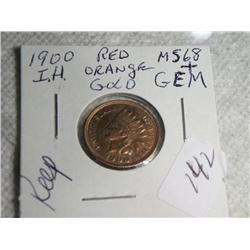 1900 RED MS68
I.H. ORANGE +
GOLD GEM
Keep
142